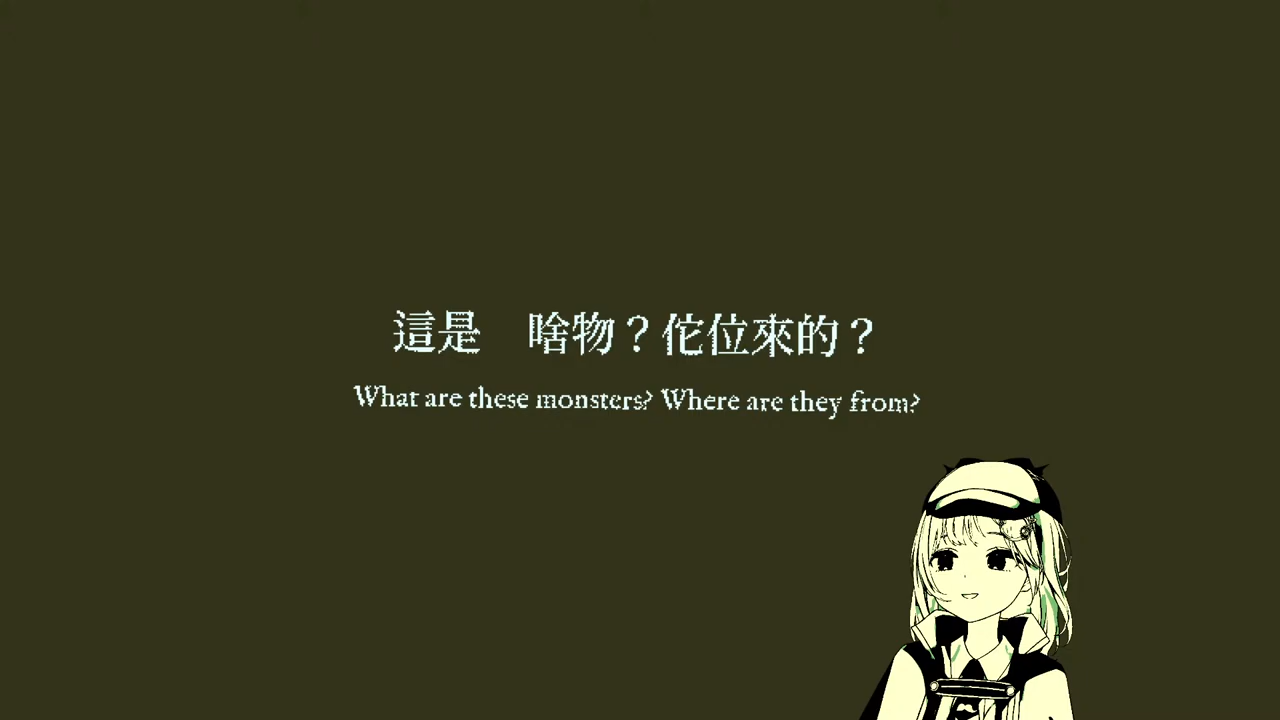 這是　啥物？佗位來的？
What are these monsters? Where are they from?